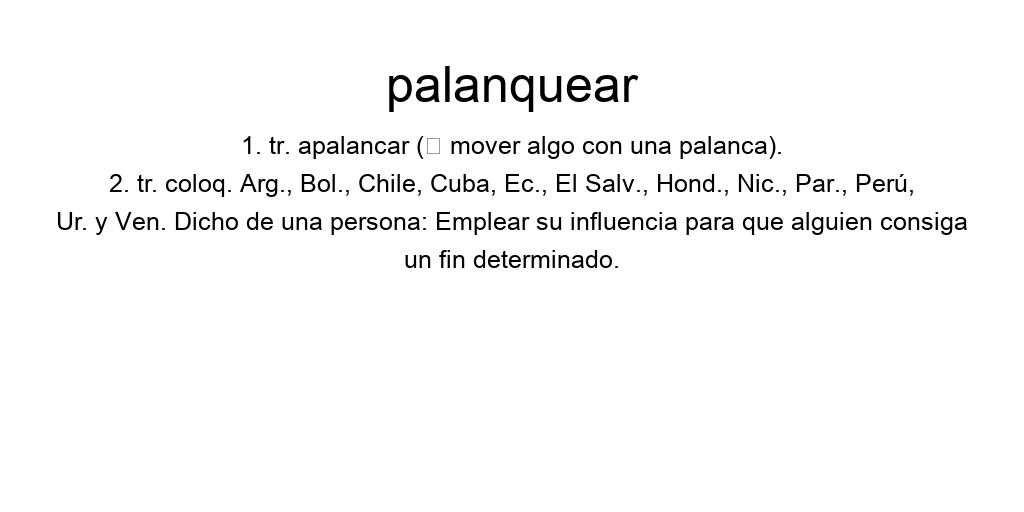 palanquear
1. tr. apalancar (□ mover algo con una palanca).
2. tr. coloq. Arg., Bol., Chile, Cuba, Ec., El Salv., Hond., Nic., Par., Perú,
Ur. y Ven. Dicho de una persona: Emplear su influencia para que alguien consiga
un fin determinado.